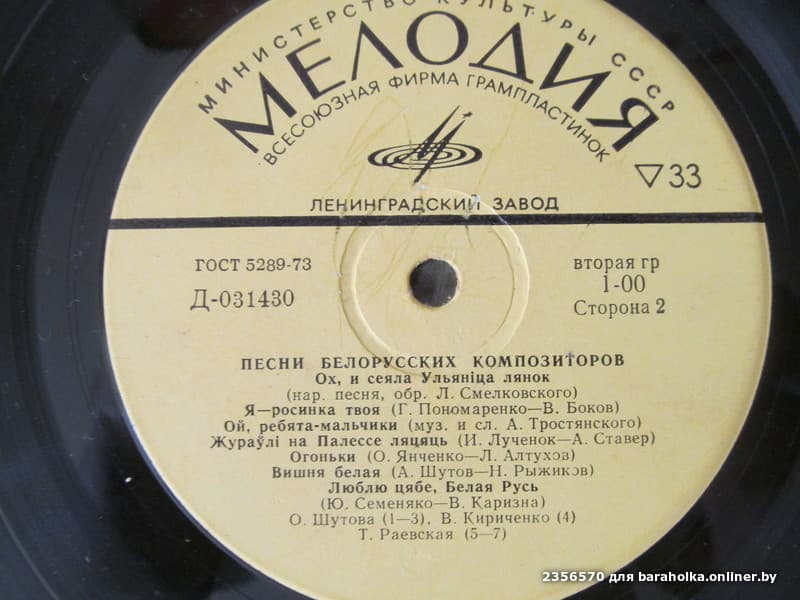 МИНИСТЕРСТВО КУЛЬТУРЫ СССР
МЕЛОДИЯ
ВСЕСОЮЗНАЯ ФИРМА ГРАМПЛАСТИНОК
▽33
ЛЕНИНГРАДСКИЙ ЗАВОД
ГОСТ 5289-73
Д-031430
вторая гр
1-00
Сторона 2
ПЕСНИ БЕЛОРУССКИХ КОМПОЗИТОРОВ
Ох, и сеяла Ульяніца лянок
(нар. песня, обр. Л. Смелковского)
Я—росинка твоя (Г. Пономаренко—В. Боков)
Ой, ребята-мальчики (муз. и сл. А. Тростянского)
Жураўлі на Палессе ляцяць (И. Лученок—А. Ставер)
Огоньки (О. Янченко—Л. Алтухов)
Вишня белая (А. Шутов—Н. Рыжиков)
Люблю цябе, Белая Русь
(Ю. Семеняко—В. Каризна)
О. Шутова (1—3), В. Кириченко (4)
Т. Раевская (5—7)
2356570 для baraholka.onliner.by